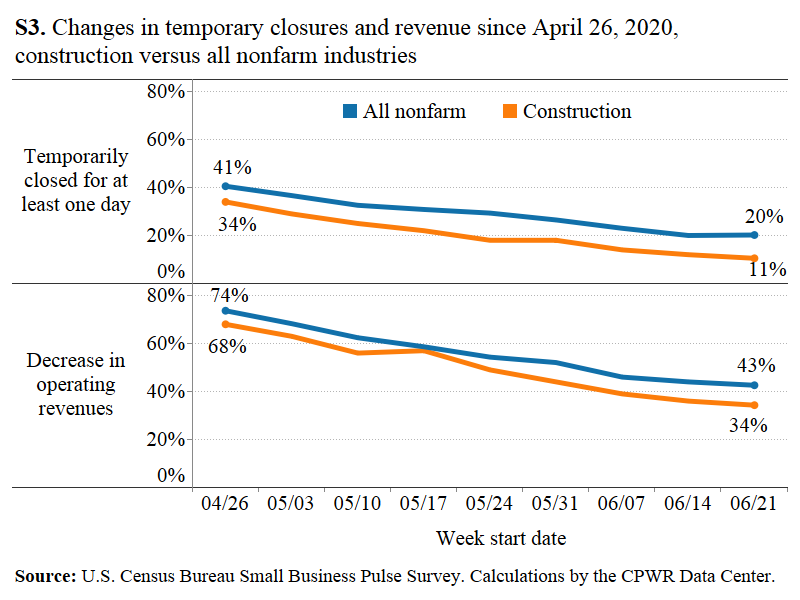 S3. Changes in temporary closures and revenue since April 26, 2020,
construction versus all nonfarm industries
80%
All nonfarm
Construction
60%
Temporarily
closed for at
least one day
41%
40%
34%
20%
20%
0%
11%
80%
74%
60%
68%
43%
Decrease in
operating
revenues
40%
34%
20%
0%
04/26 05/03 05/10 05/17 05/24 05/31 06/07 06/14 06/21
Week start date
Source: U.S. Census Bureau Small Business Pulse Survey. Calculations by the CPWR Data Center.